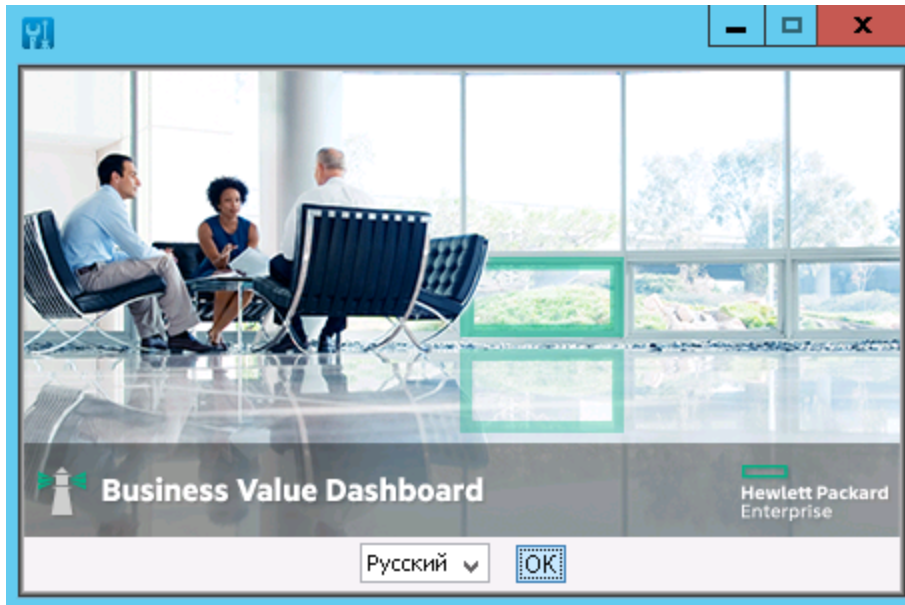 Business Value Dashboard
Hewlett Packard
Enterprise
Русский
OK